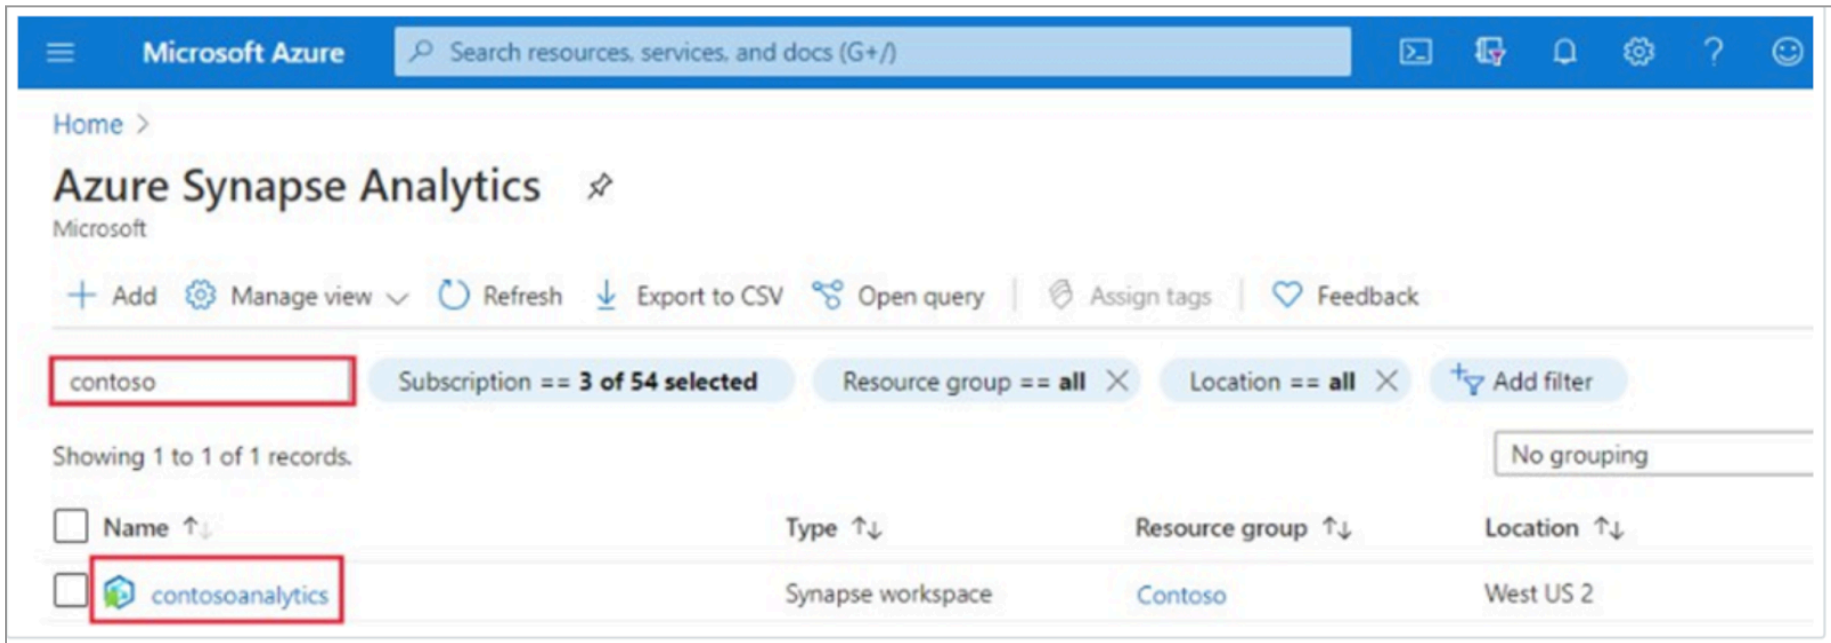 Microsoft Azure Search resources, services, and docs (G+/)
Home >
Azure Synapse Analytics
Microsoft
+ Add Manage view Refresh Export to CSV Open query Assign tags Feedback
contoso Subscription == 3 of 54 selected Resource group == all Location == all Add filter
Showing 1 to 1 of 1 records. No grouping
Name Type Resource group Location
contosoanalytics Synapse workspace Contoso West US 2